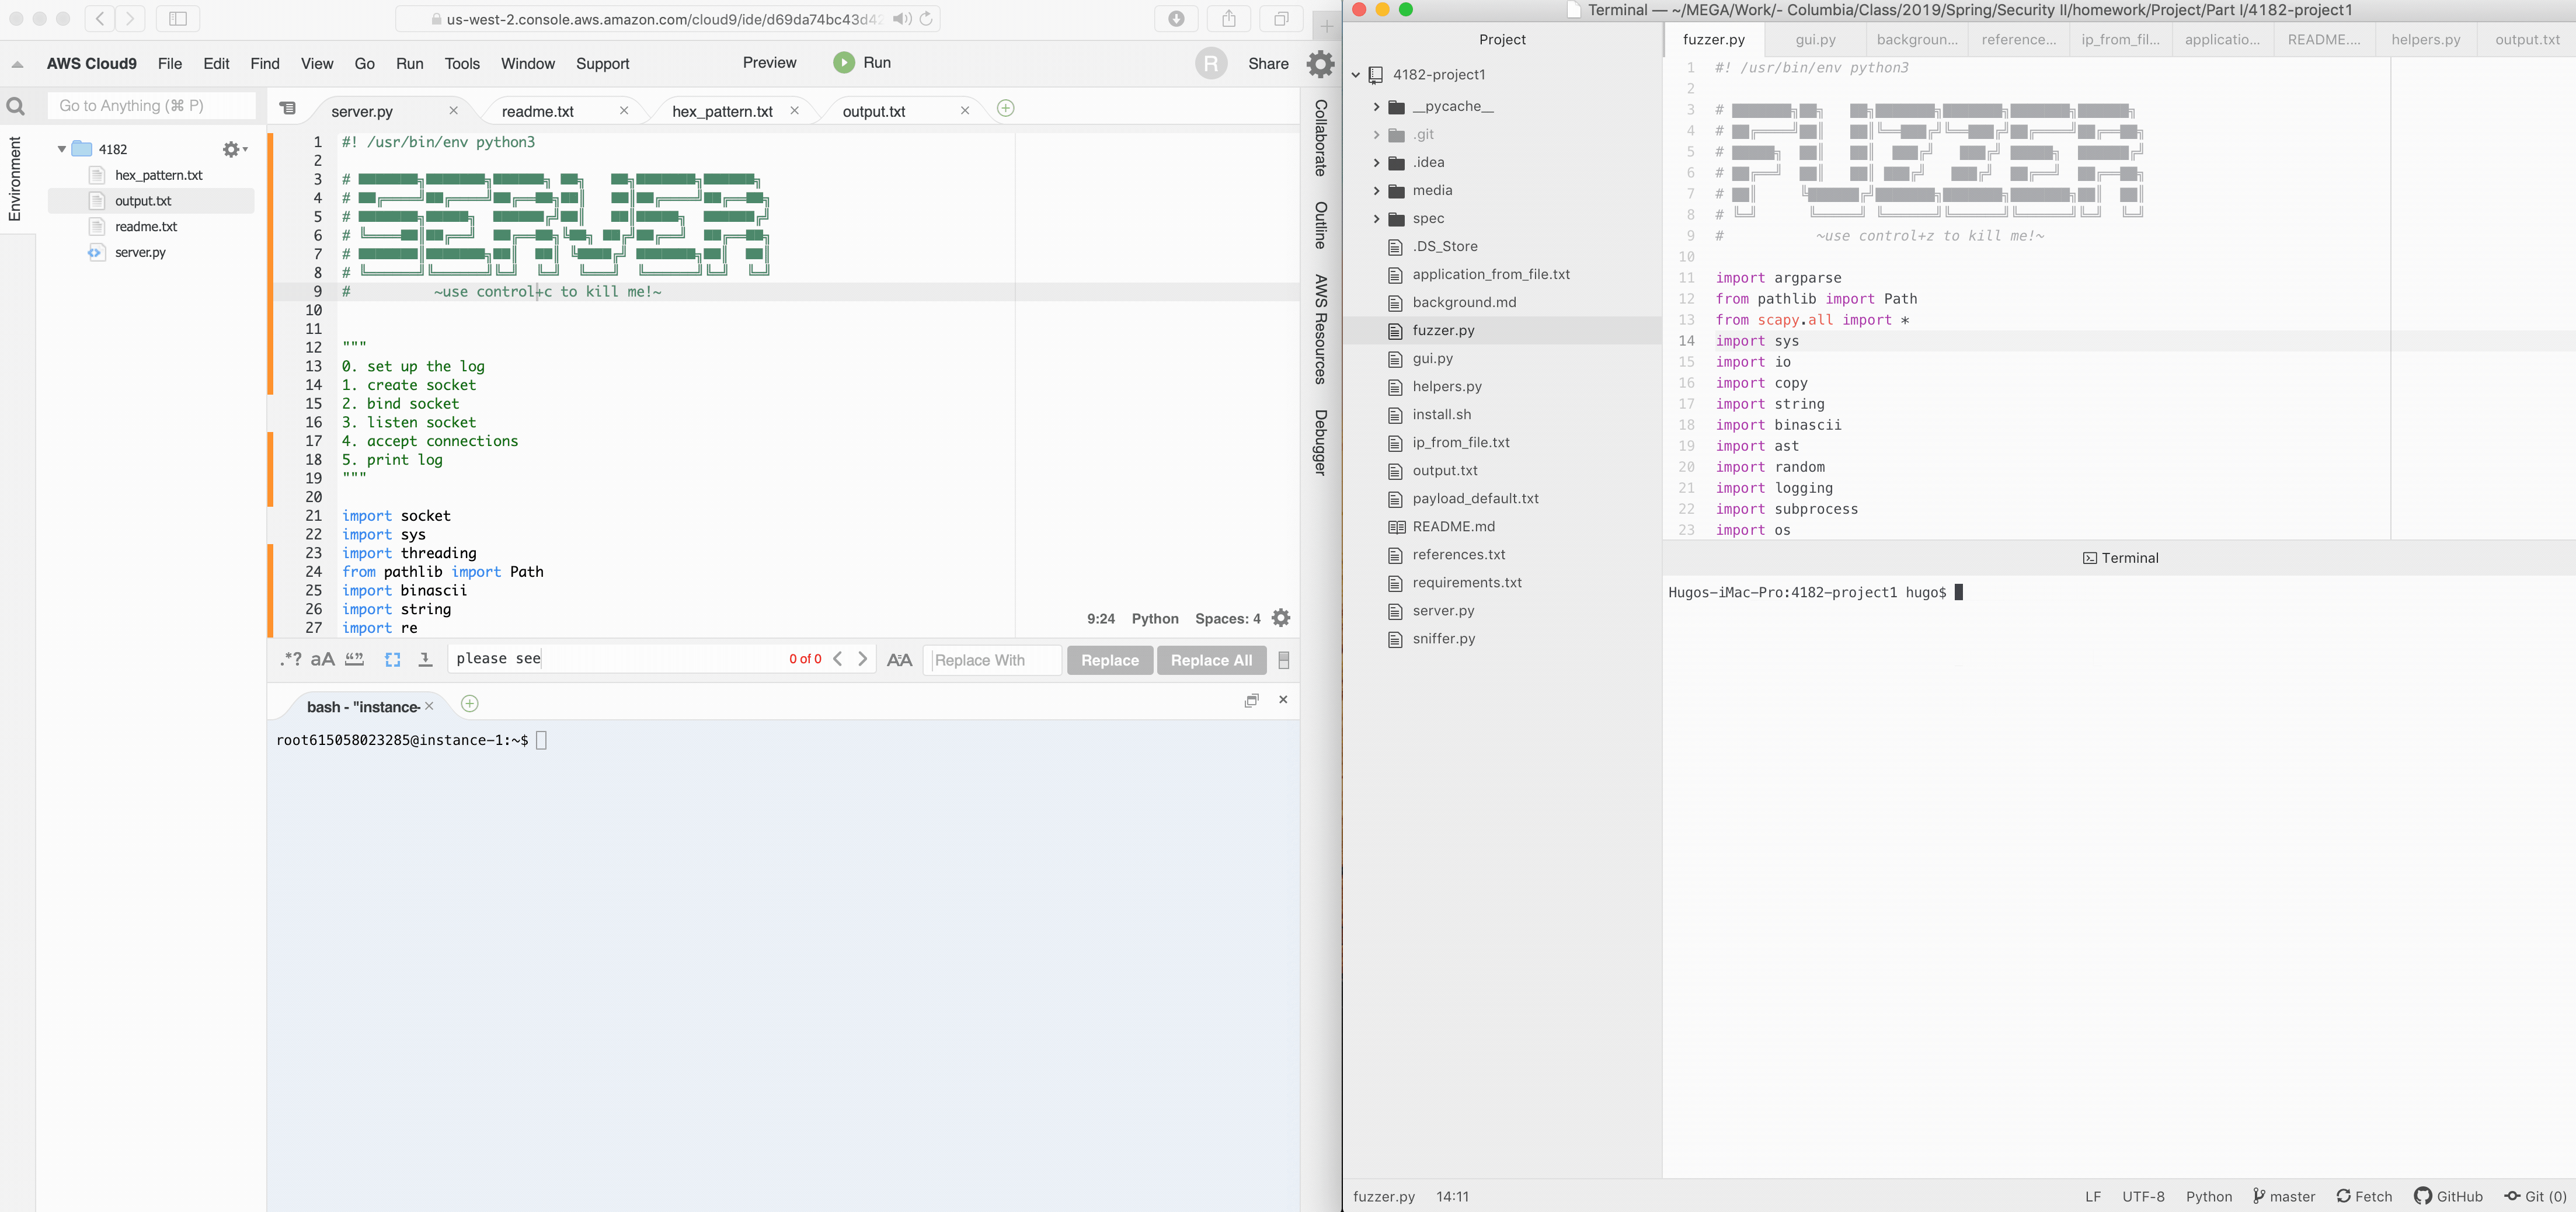 us-west-2.console.aws.amazon.com/cloud9/ide/d69da74bc43d42
AWS Cloud9 File Edit Find View Go Run Tools Window Support Preview Run R Share
Go to Anything (⌘ P)
server.py readme.txt hex_pattern.txt output.txt
Environment
4182
hex_pattern.txt
output.txt
readme.txt
server.py
1 #! /usr/bin/env python3
2
3 #
4 #
5 #
6 #
7 #
8 #
SERVER
9 # ~use control+c to kill me!~
10
11
12 """
13 0. set up the log
14 1. create socket
15 2. bind socket
16 3. listen socket
17 4. accept connections
18 5. print log
19 """
20
21 import socket
22 import sys
23 import threading
24 from pathlib import Path
25 import binascii
26 import string
27 import re
9:24 Python Spaces: 4
.*? aA “” please see 0 of 0 AA Replace With Replace Replace All
bash - "instance-
root615058023285@instance-1:~$
Collaborate
Outline
AWS Resources
Debugger
Terminal — ~/MEGA/Work/- Columbia/Class/2019/Spring/Security II/homework/Project/Part I/4182-project1
Project
4182-project1
__pycache__
.git
.idea
media
spec
.DS_Store
application_from_file.txt
background.md
fuzzer.py
gui.py
helpers.py
install.sh
ip_from_file.txt
output.txt
payload_default.txt
README.md
references.txt
requirements.txt
server.py
sniffer.py
fuzzer.py gui.py backgroun... reference... ip_from_fil... applicatio... README.... helpers.py output.txt
1 #! /usr/bin/env python3
2
3 #
4 #
5 #
6 #
7 #
8 #
FUZZER
9 # ~use control+z to kill me!~
10
11 import argparse
12 from pathlib import Path
13 from scapy.all import *
14 import sys
15 import io
16 import copy
17 import string
18 import binascii
19 import ast
20 import random
21 import logging
22 import subprocess
23 import os
Terminal
Hugos-iMac-Pro:4182-project1 hugo$
fuzzer.py 14:11 LF UTF-8 Python master Fetch GitHub Git (0)